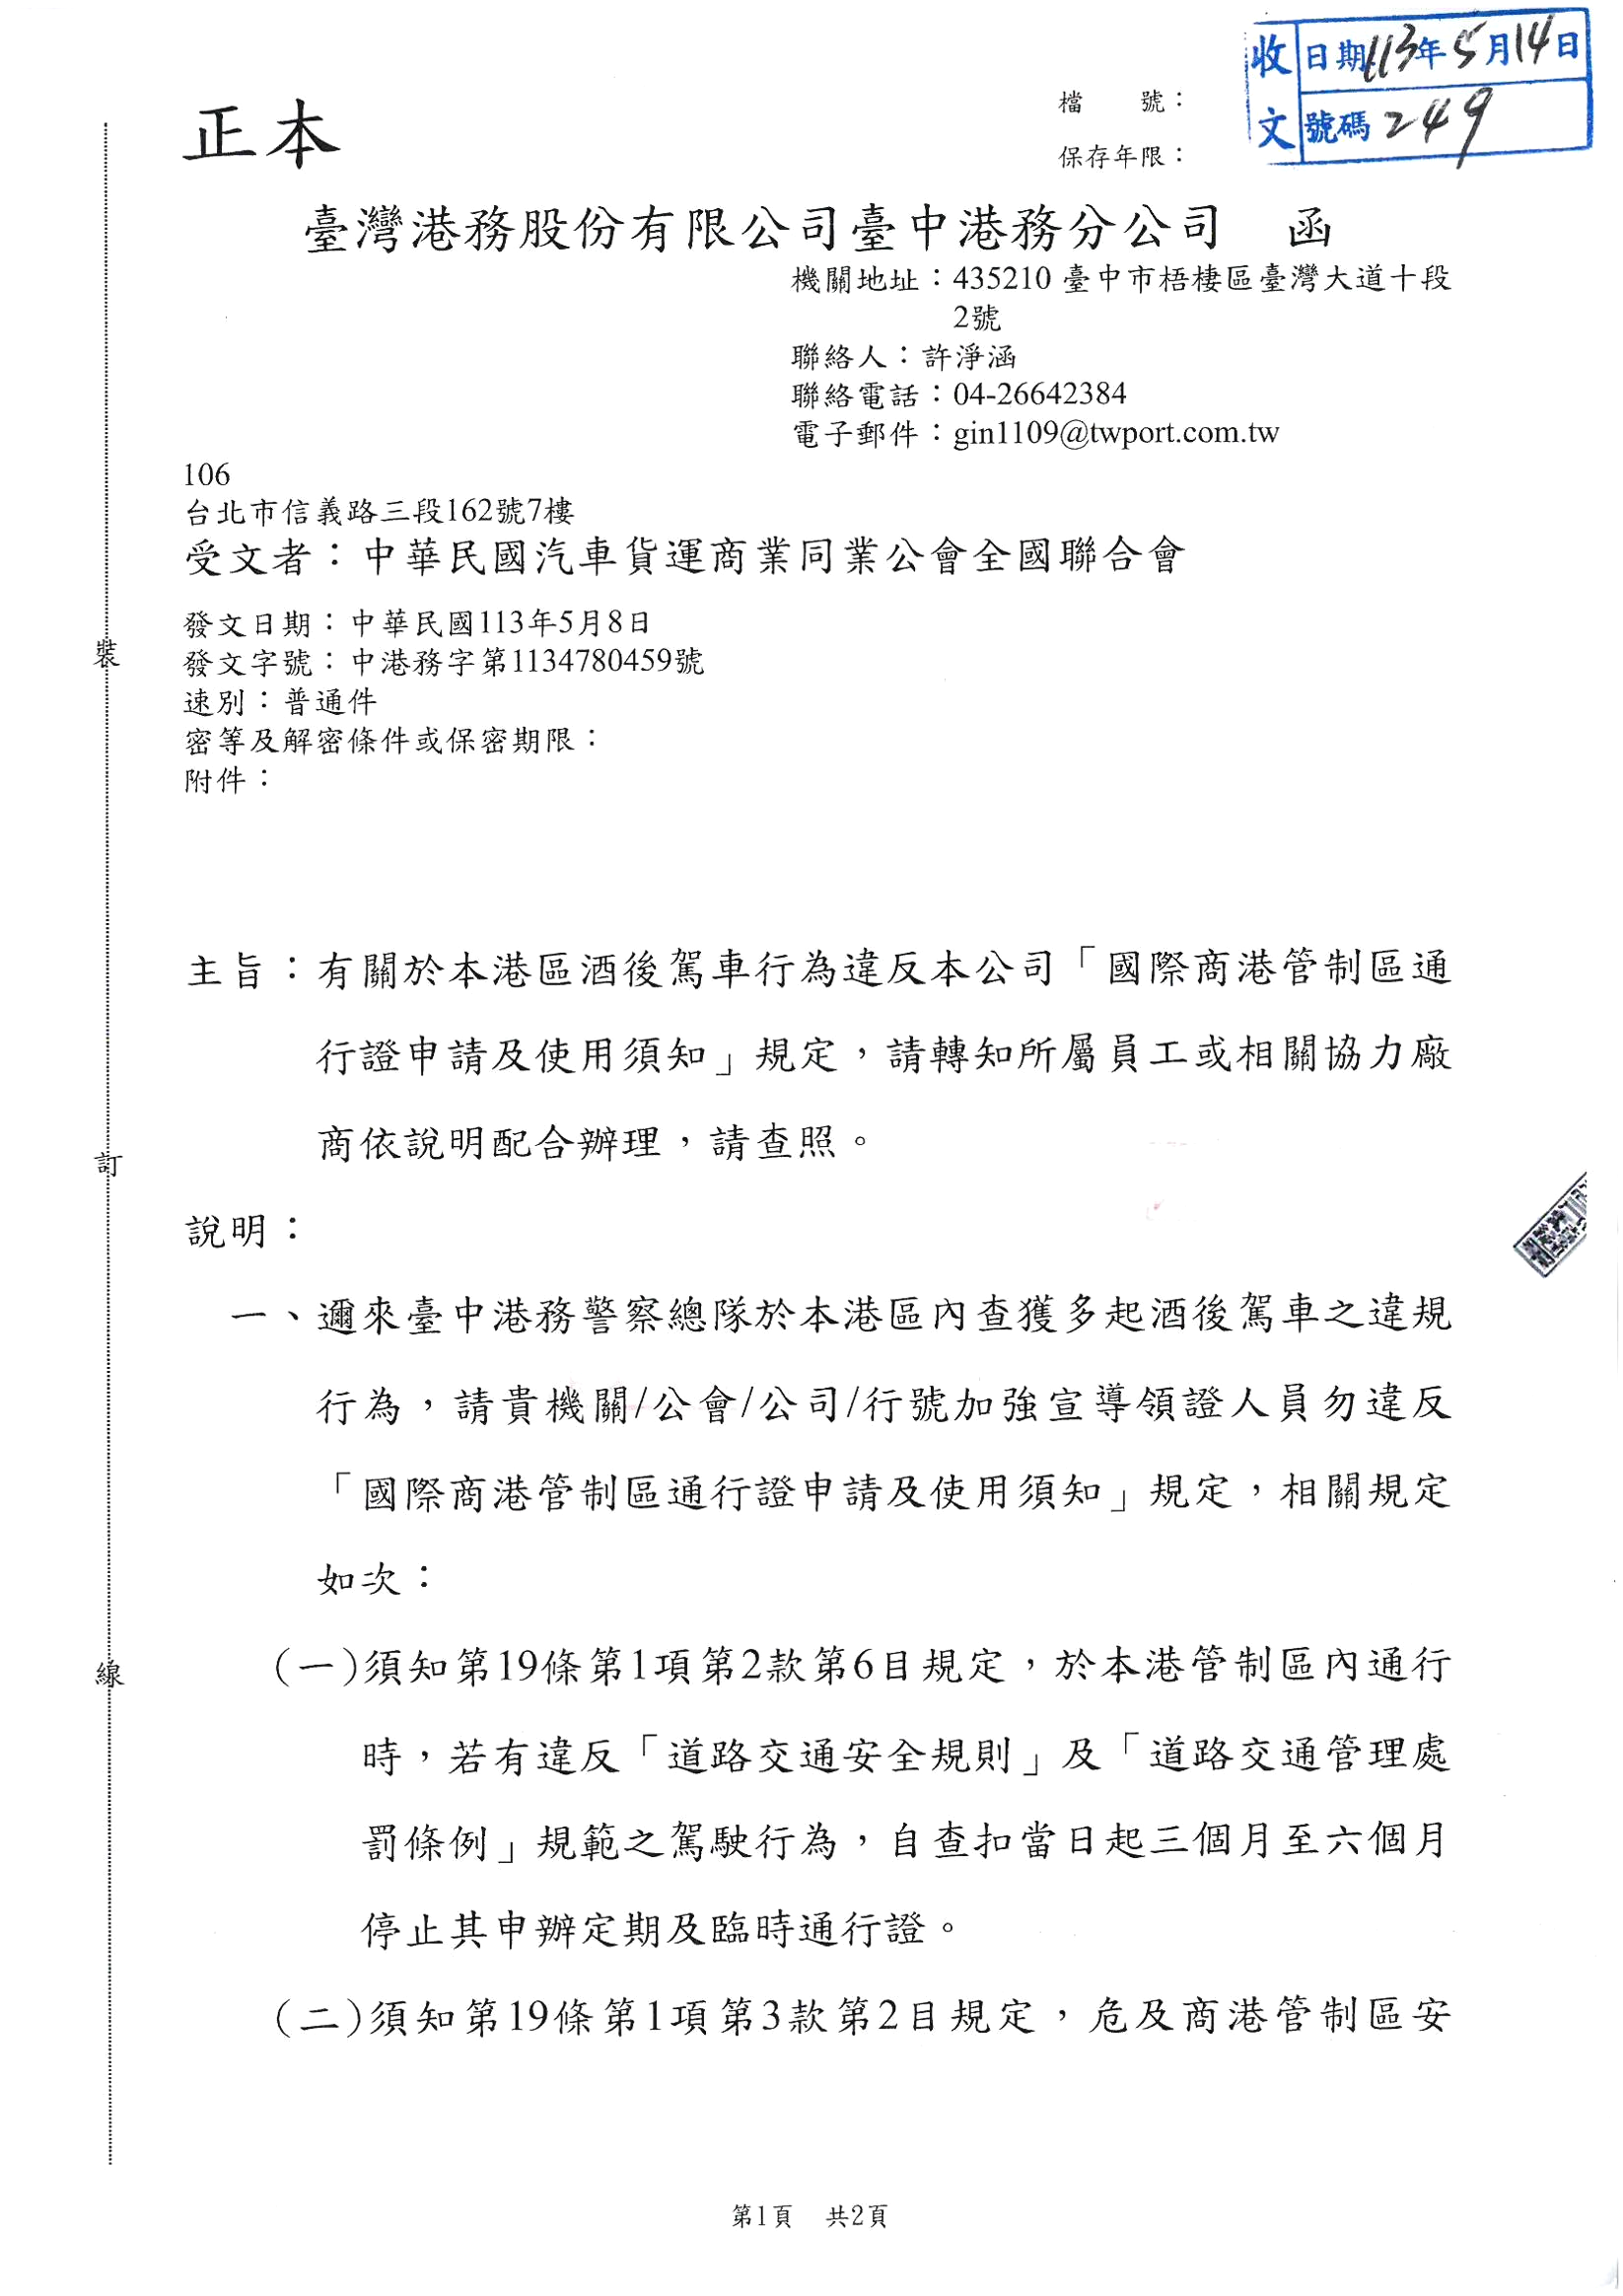 收文 日期113年5月14日
號碼249
正本
檔　　號：
保存年限：
臺灣港務股份有限公司臺中港務分公司　函
機關地址：435210 臺中市梧棲區臺灣大道十段
2號
聯絡人：許淨涵
聯絡電話：04-26642384
電子郵件：gin1109@twport.com.tw
106
台北市信義路三段162號7樓
受文者：中華民國汽車貨運商業同業公會全國聯合會
發文日期：中華民國113年5月8日
發文字號：中港務字第1134780459號
速別：普通件
密等及解密條件或保密期限：
附件：
主旨：有關於本港區酒後駕車行為違反本公司「國際商港管制區通
行證申請及使用須知」規定，請轉知所屬員工或相關協力廠
商依說明配合辦理，請查照。
說明：
一、邇來臺中港務警察總隊於本港區內查獲多起酒後駕車之違規
行為，請貴機關/公會/公司/行號加強宣導領證人員勿違反
「國際商港管制區通行證申請及使用須知」規定，相關規定
如次：
(一)須知第19條第1項第2款第6目規定，於本港管制區內通行
時，若有違反「道路交通安全規則」及「道路交通管理處
罰條例」規範之駕駛行為，自查扣當日起三個月至六個月
停止其申辦定期及臨時通行證。
(二)須知第19條第1項第3款第2目規定，危及商港管制區安
裝
訂
線
第1頁　共2頁